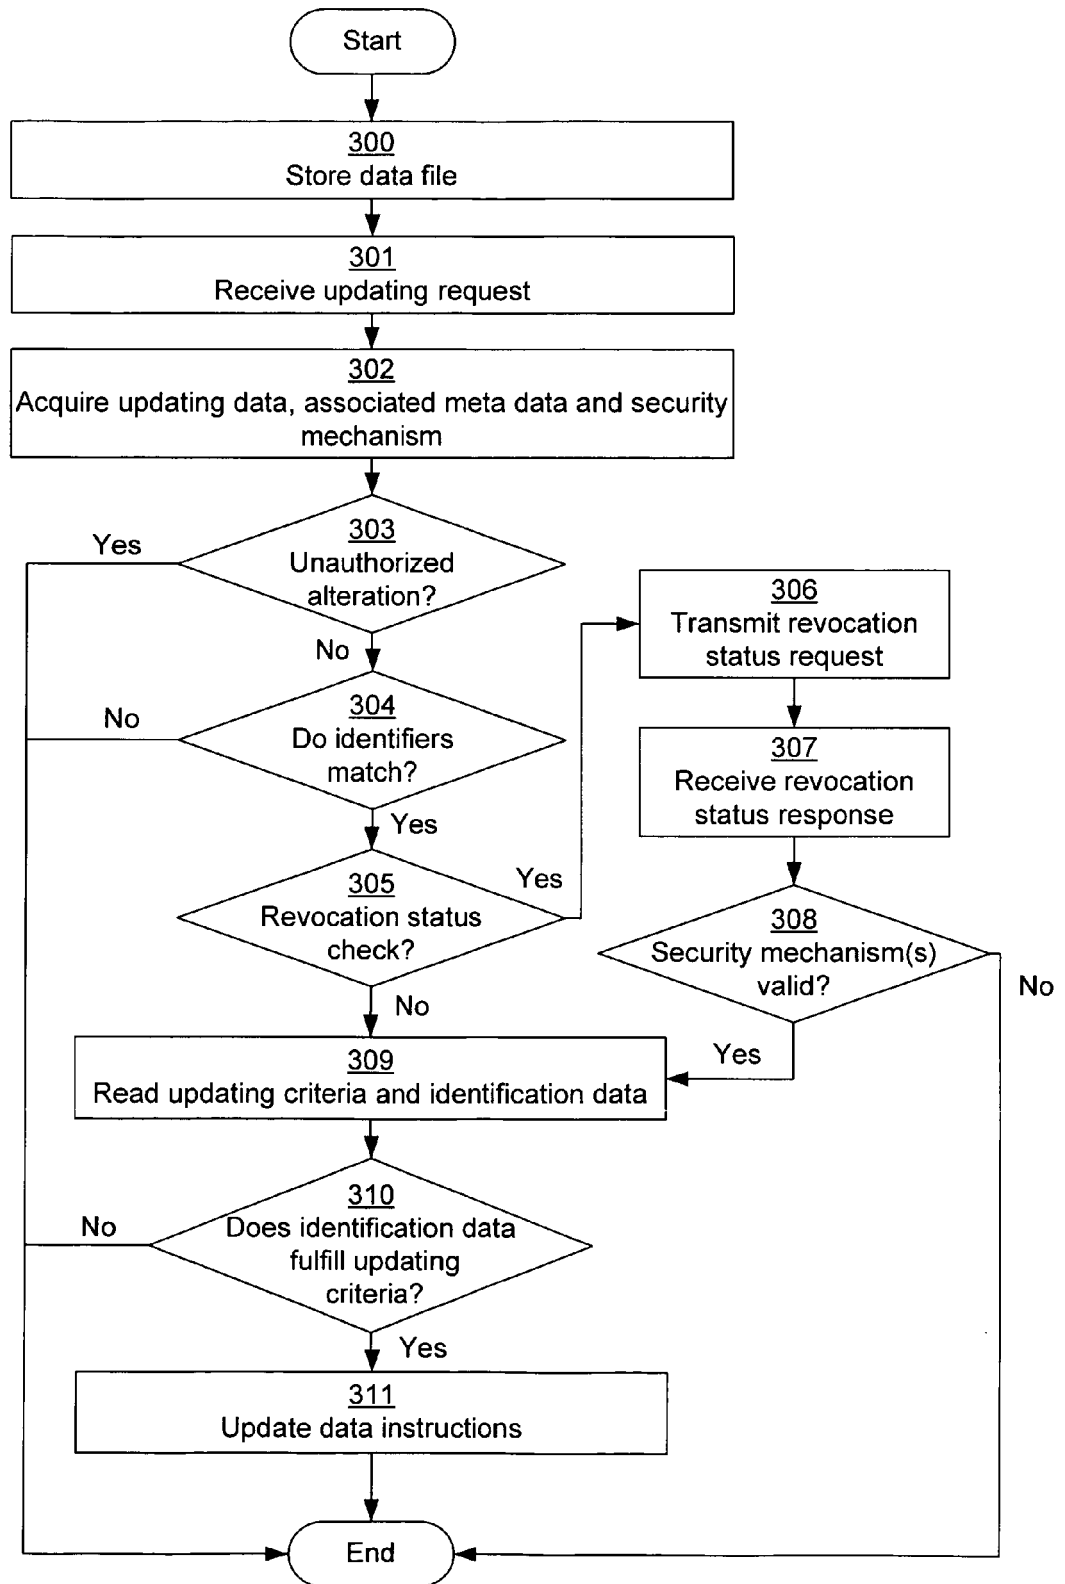 Start
300
Store data file
301
Receive updating request
302
Acquire updating data, associated meta data and security
mechanism
303
Unauthorized
alteration?
Yes
No
304
Do identifiers
match?
No
Yes
305
Revocation status
check?
Yes
No
306
Transmit revocation
status request
307
Receive revocation
status response
308
Security mechanism(s)
valid?
No
Yes
309
Read updating criteria and identification data
310
Does identification data
fulfill updating
criteria?
No
Yes
311
Update data instructions
End